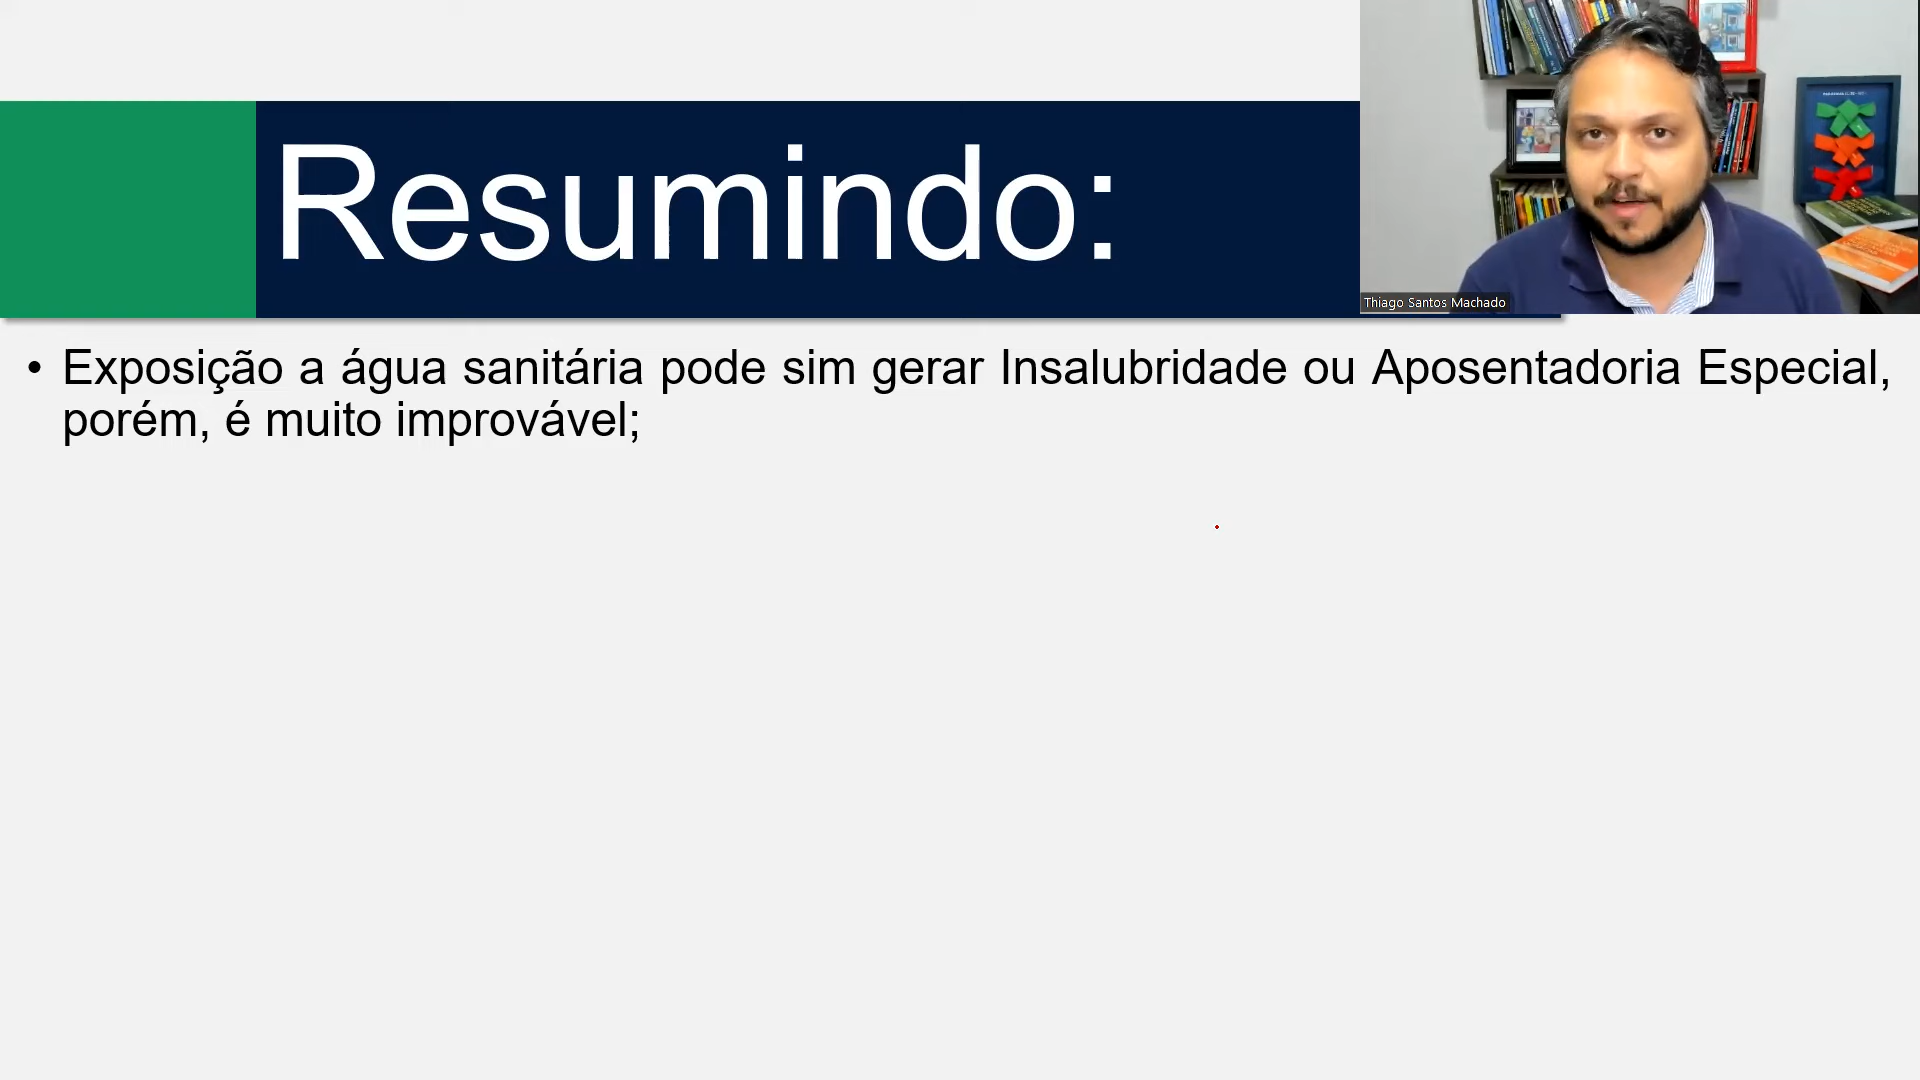 Resumindo:
Thiago Santos Machado
• Exposição a água sanitária pode sim gerar Insalubridade ou Aposentadoria Especial,
porém, é muito improvável;